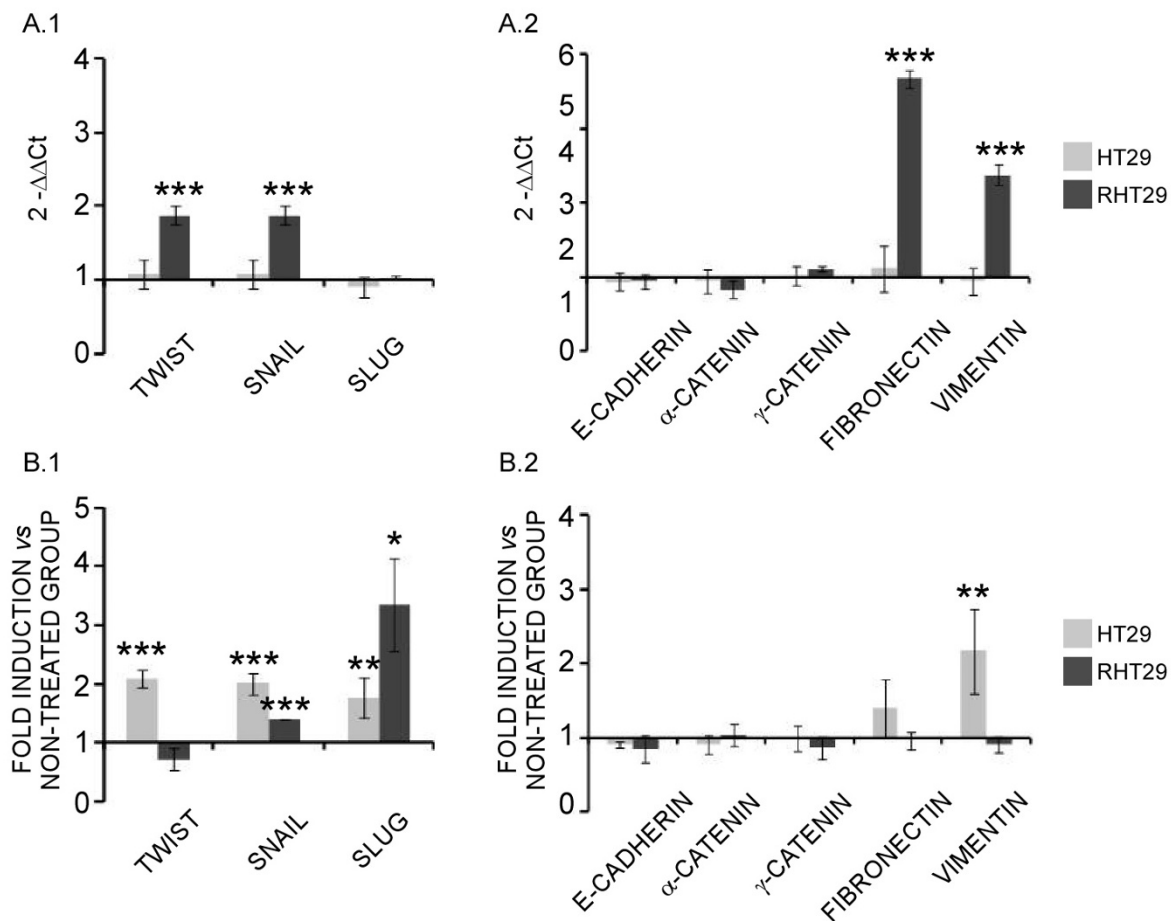 A.1
4
3
2
1
0
2 -ΔΔCt
***
***
TWIST
SNAIL
SLUG
A.2
6
5
4
3
2
1
0
2 -ΔΔCt
***
***
E-CADHERIN
α-CATENIN
γ-CATENIN
FIBRONECTIN
VIMENTIN
HT29
RHT29
B.1
5
4
3
2
1
0
FOLD INDUCTION vs
NON-TREATED GROUP
***
***
***
**
*
TWIST
SNAIL
SLUG
B.2
4
3
2
1
0
FOLD INDUCTION vs
NON-TREATED GROUP
**
E-CADHERIN
α-CATENIN
γ-CATENIN
FIBRONECTIN
VIMENTIN
HT29
RHT29